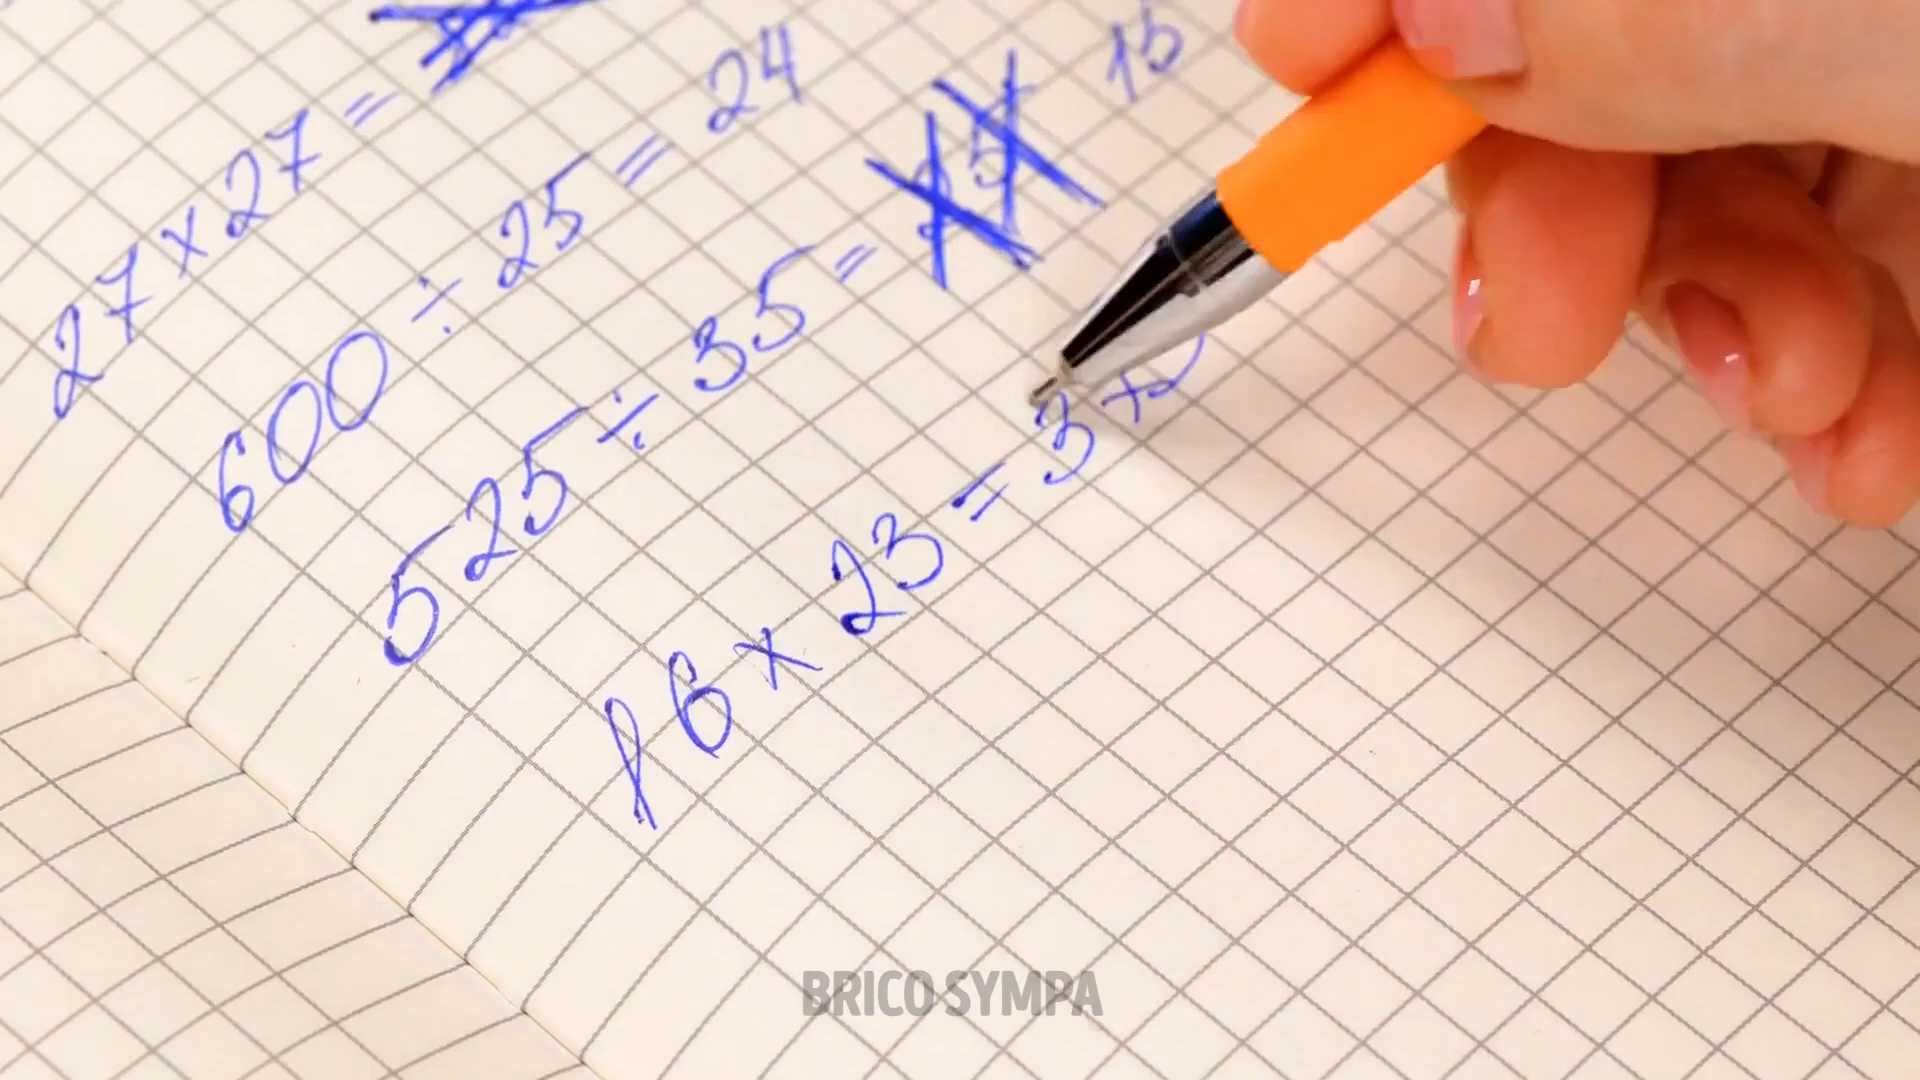 27 × 27 =
600 ÷ 25 = 24
525 ÷ 35 = 15
16 × 23 = 3
BRICO SYMPA